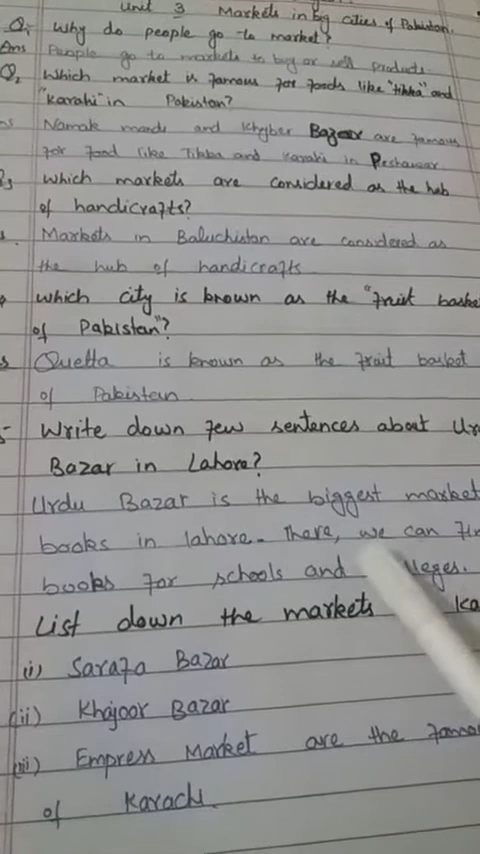 Unit 3 Markets in big cities of Pakistan.
Q1 Why do people go to market?
Ans People go to markets to buy or sell products.
Q2 Which market is famous for foods like "tikka" and
"karahi" in Pakistan?
Namak mandi and Khyber Bazar are famous
for food like Tikka and karahi in Peshawar
which markets are considered as the hub
of handicrafts?
Markets in Baluchistan are considered as
the hub of handicrafts
which city is known as the "fruit baske
of Pakistan"?
Quetta is known as the fruit basket
of Pakistan
Write down few sentences about Ur
Bazar in Lahore?
Urdu Bazar is the biggest market
books in lahore. There, we can fin
books for schools and lleges.
List down the markets Ka
(i) Sarafa Bazar
(ii) Khajoor Bazar
(iii) Empress Market are the famo
of Karachi